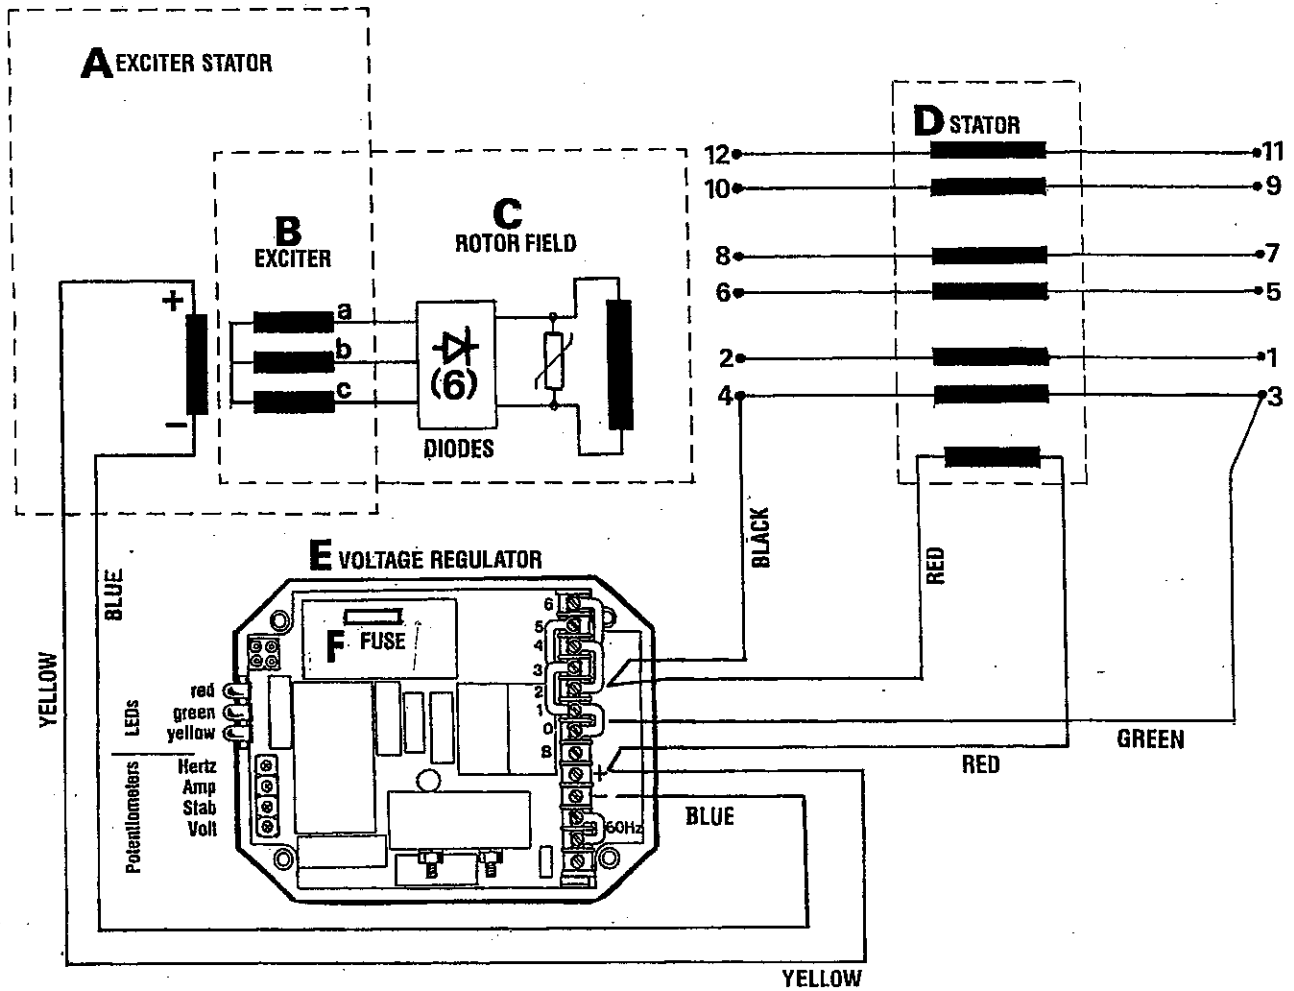 A EXCITER STATOR
D STATOR
12
11
10
9
B
EXCITER
C
ROTOR FIELD
8
7
6
5
+
a
b
c
(6)
2
1
4
3
−
DIODES
BLACK
RED
E VOLTAGE REGULATOR
BLUE
YELLOW
F FUSE
6
5
4
3
2
1
0
S
+
−
60Hz
LEDs
red
green
yellow
Potentiometers
Hertz
Amp
Stab
Volt
GREEN
RED
BLUE
YELLOW